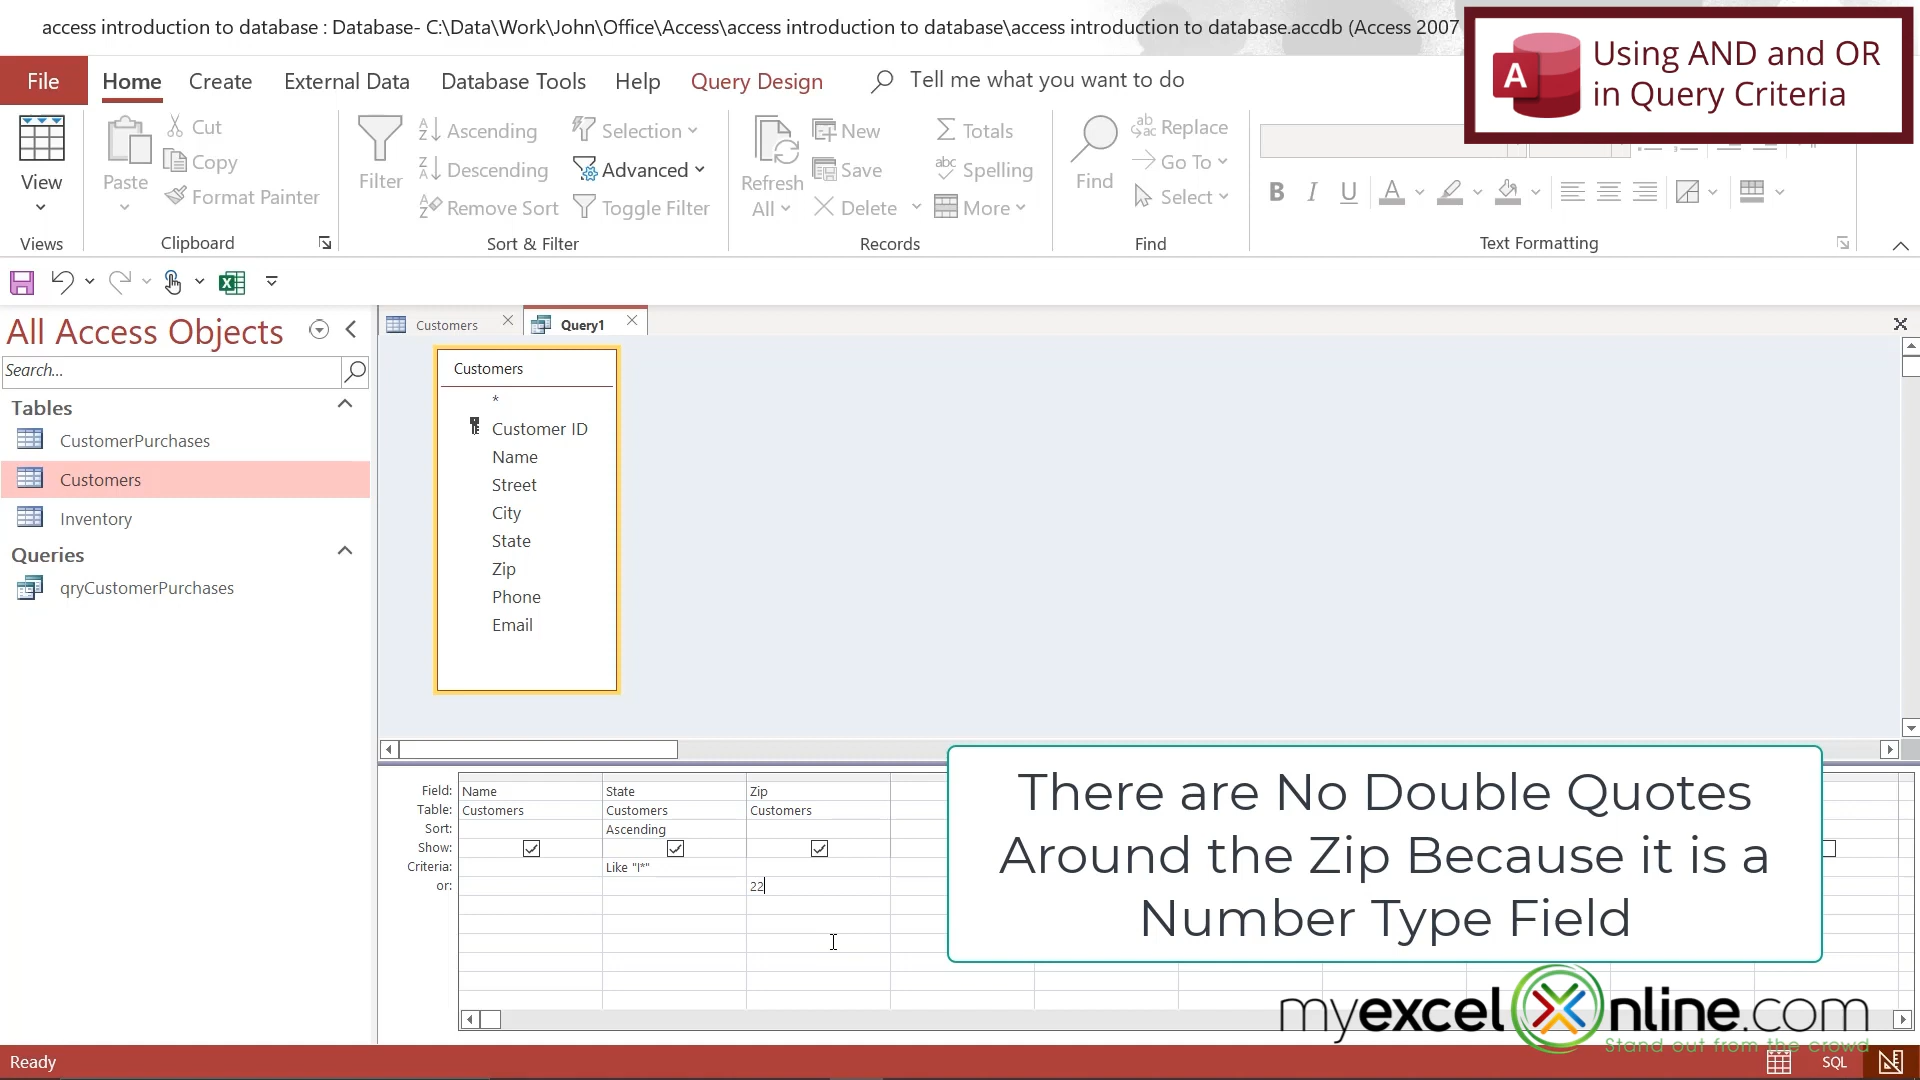 access introduction to database : Database- C:\Data\Work\John\Office\Access\access introduction to database\access introduction to database.accdb (Access 2007
Using AND and OR
in Query Criteria
File Home Create External Data Database Tools Help Query Design Tell me what you want to do
View
Views
Paste
Cut
Copy
Format Painter
Clipboard
Filter
Ascending
Descending
Remove Sort
Selection
Advanced
Toggle Filter
Sort & Filter
Refresh
All
New
Save
Delete
Totals
Spelling
More
Records
Find
Replace
Go To
Select
Find
B I U A
Text Formatting
All Access Objects
Search...
Tables
CustomerPurchases
Customers
Inventory
Queries
qryCustomerPurchases
Customers
Query1
Customers
*
Customer ID
Name
Street
City
State
Zip
Phone
Email
Field: Name State Zip
Table: Customers Customers Customers
Sort: Ascending
Show:
Criteria: Like "I*"
or: 22
There are No Double Quotes
Around the Zip Because it is a
Number Type Field
myexcelonline.com
Stand out from the crowd
Ready
SQL